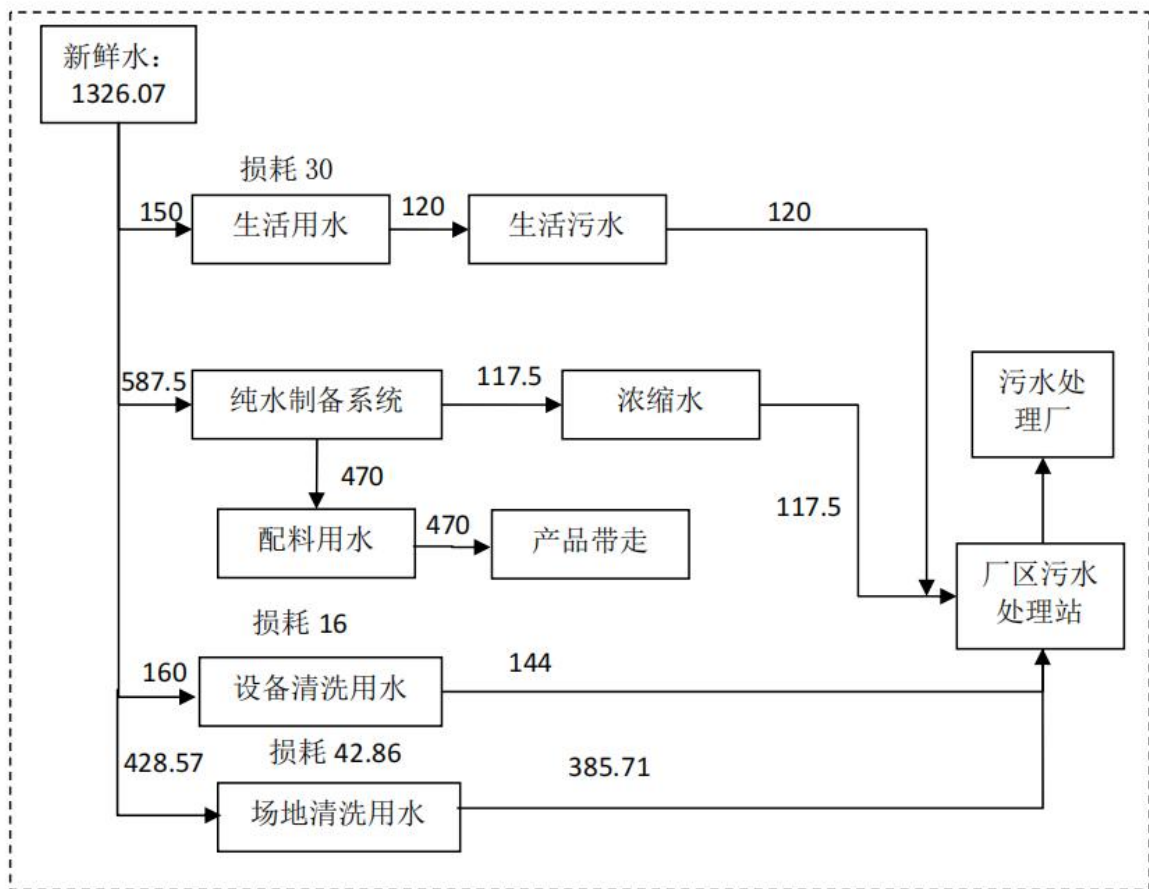 新鲜水：
1326.07
损耗 30
150
生活用水
120
生活污水
120
587.5
纯水制备系统
117.5
浓缩水
污水处
理厂
470
117.5
配料用水
470
产品带走
厂区污水
处理站
损耗 16
160
设备清洗用水
144
428.57
损耗 42.86
385.71
场地清洗用水